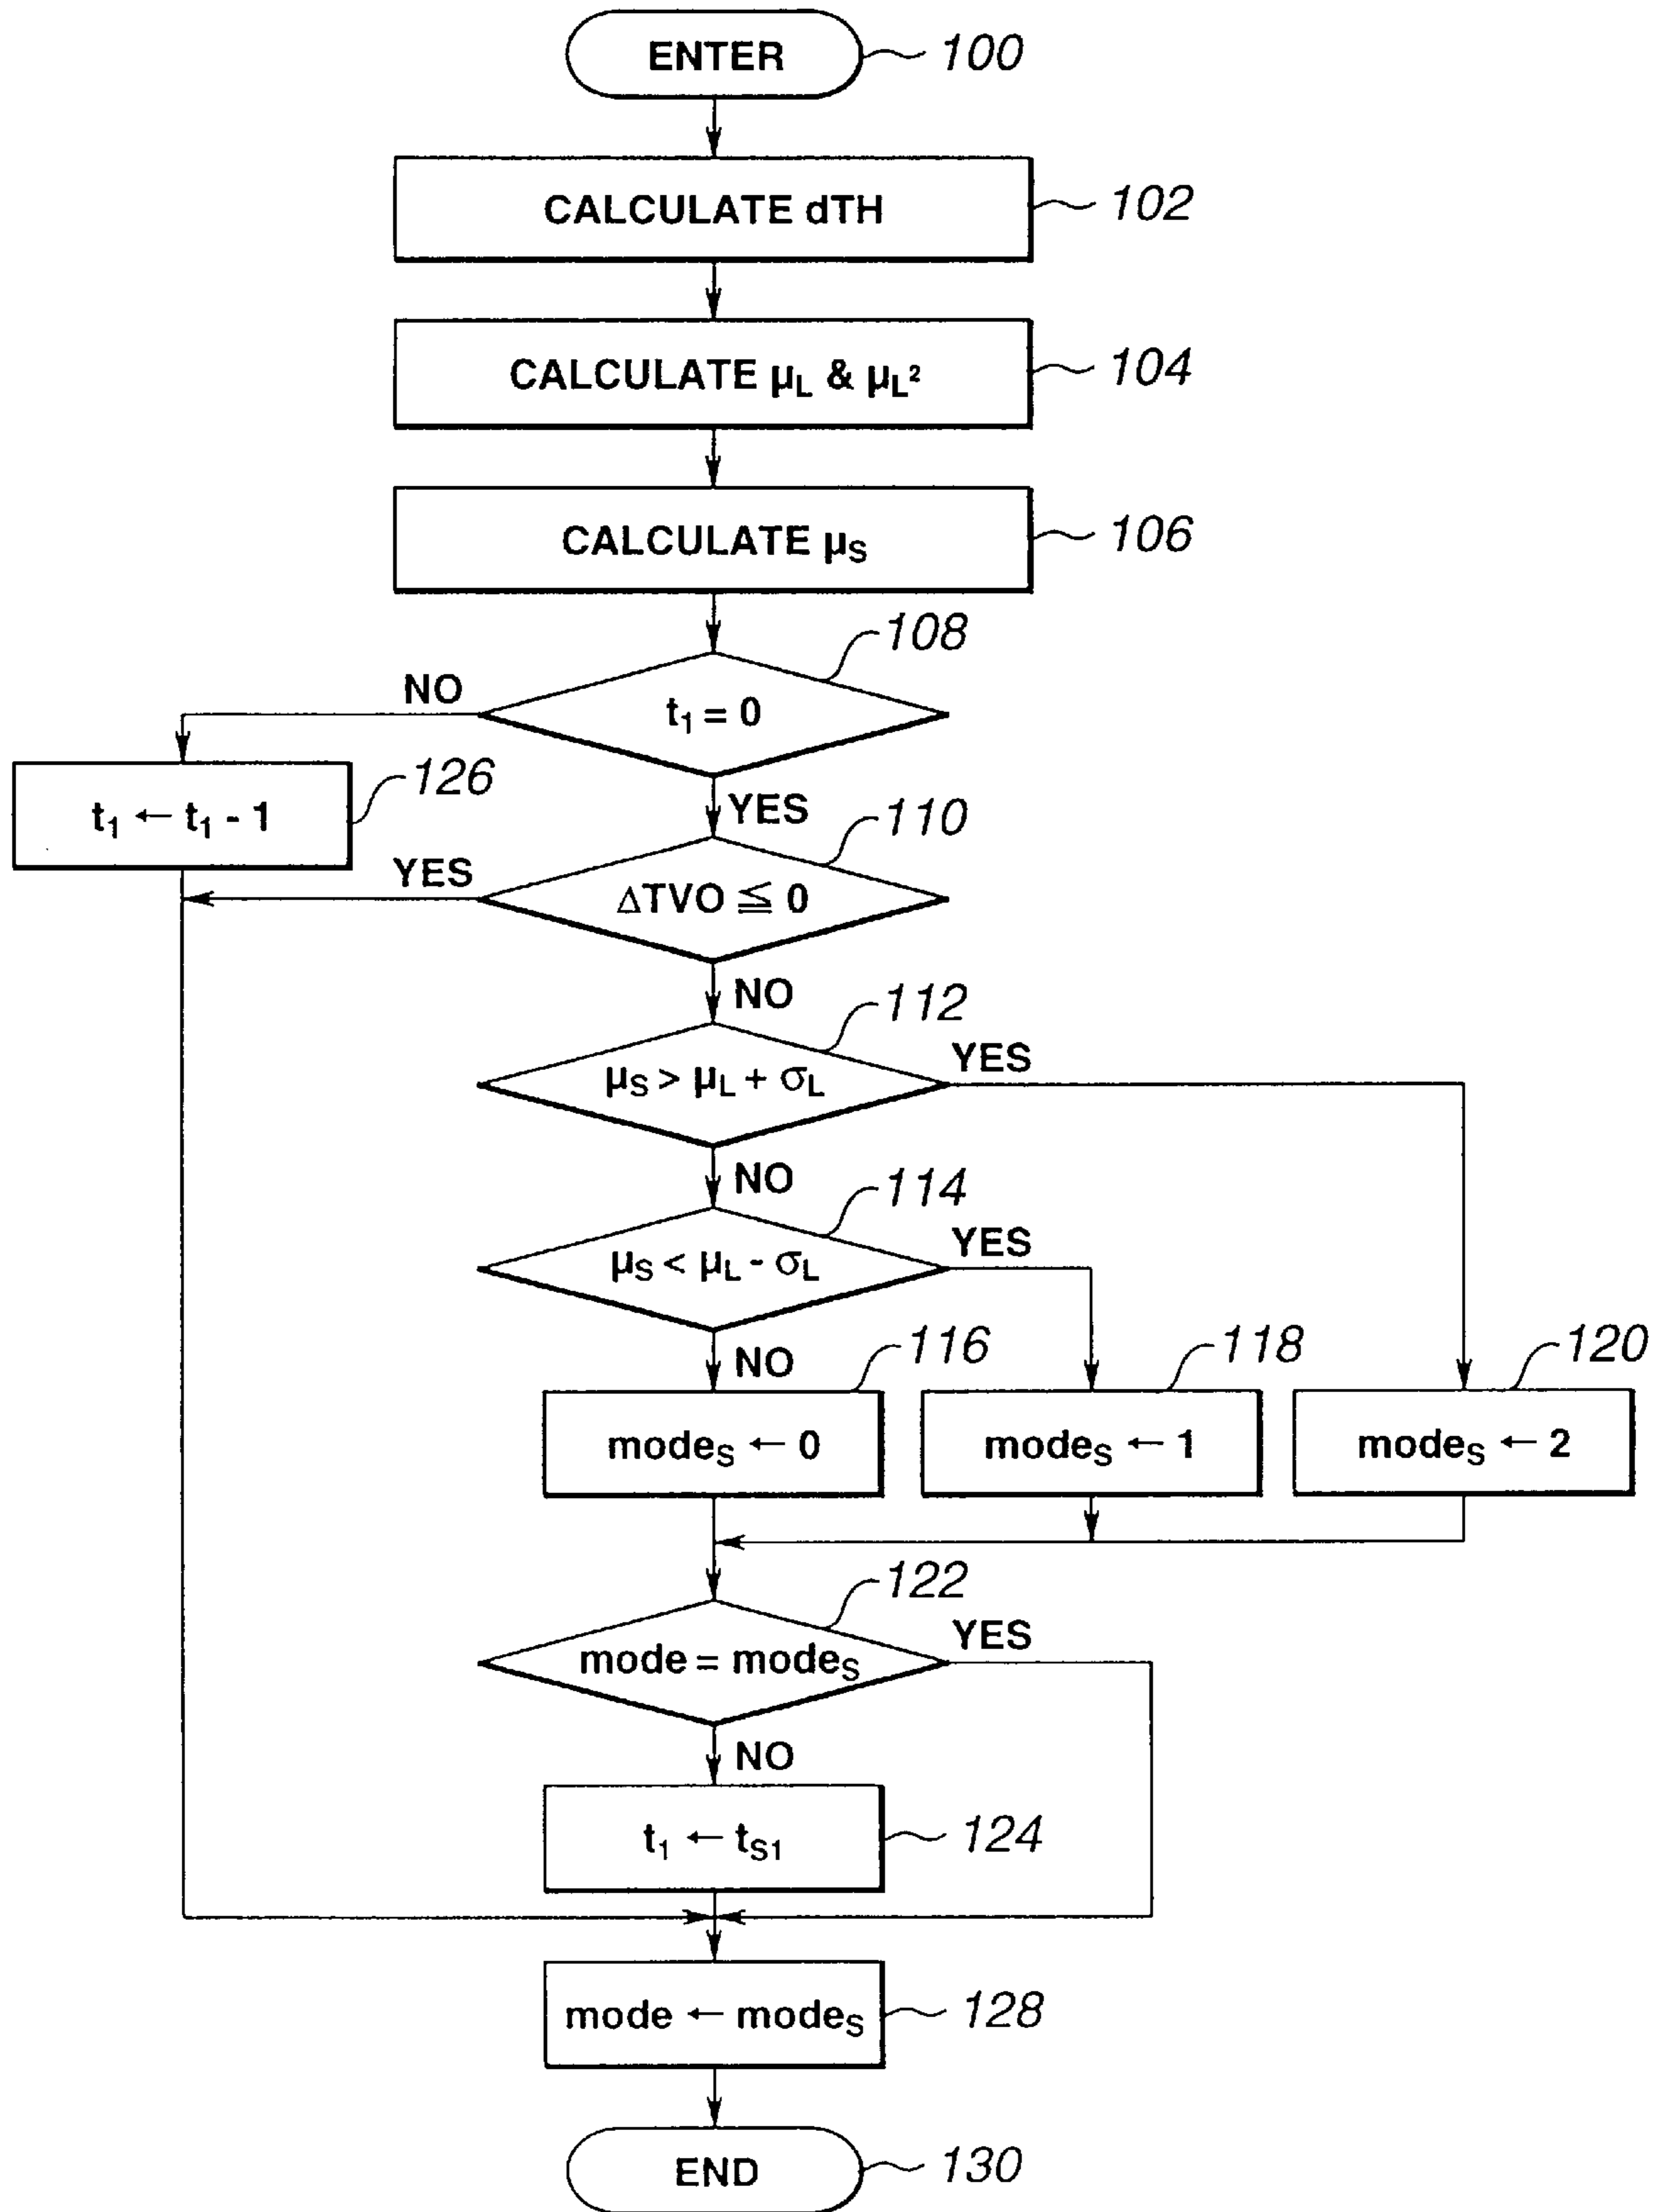 ENTER
100
CALCULATE dTH
102
CALCULATE μL & μL²
104
CALCULATE μS
106
108
NO
t1 = 0
126
t1 ← t1 - 1
YES
110
YES
ΔTVO ≦ 0
NO
112
YES
μS > μL + σL
NO
114
YES
μS < μL - σL
NO
116
118
120
modeS ← 0
modeS ← 1
modeS ← 2
122
YES
mode = modeS
NO
t1 ← tS1
124
mode ← modeS
128
END
130